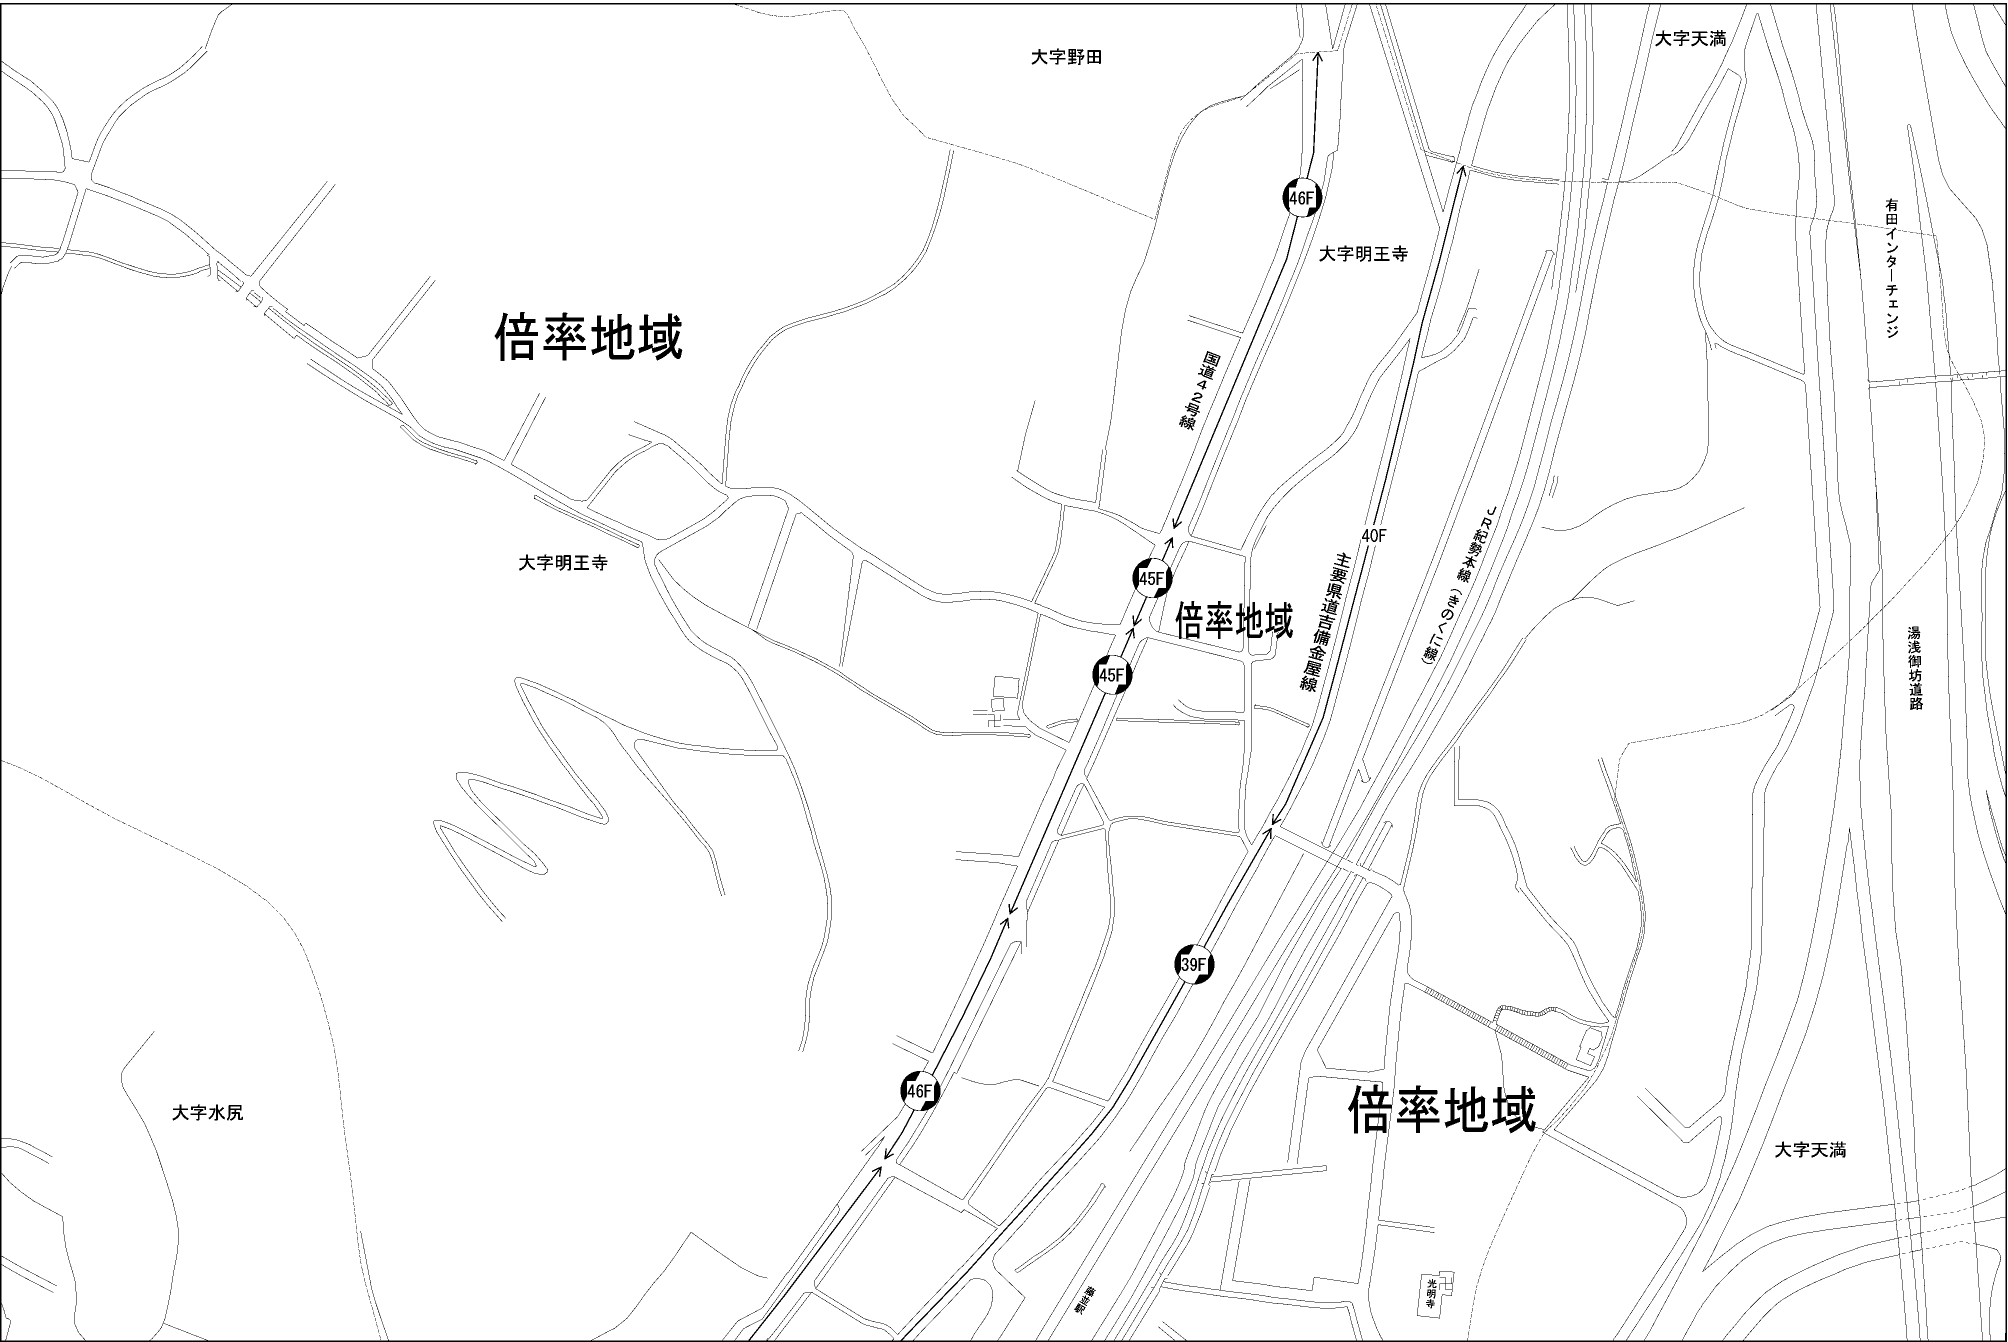 大字天満
大字野田
46F
大字明王寺
有田インターチェンジ
倍率地域
国道42号線
40F
JR紀勢本線(きのくに線)
大字明王寺
45F
倍率地域
主要県道吉備金屋線
45F
湯浅御坊道路
39F
46F
倍率地域
大字水尻
大字天満
光明寺
藤並駅